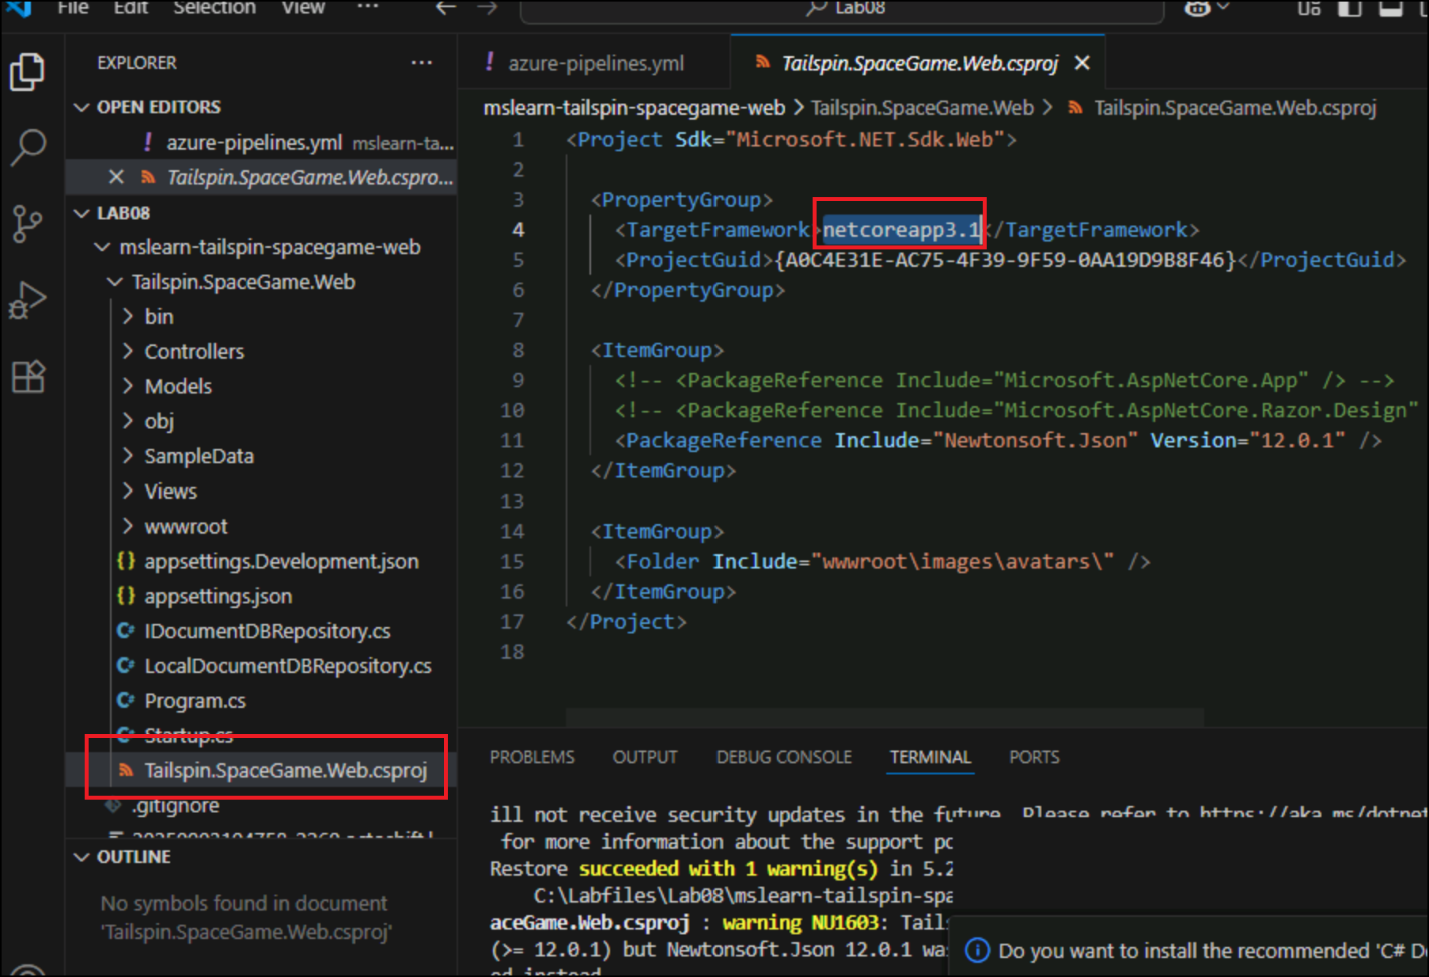 File Edit Selection View ··· Lab08
EXPLORER ···
OPEN EDITORS
! azure-pipelines.yml mslearn-ta...
Tailspin.SpaceGame.Web.cspro...
LAB08
mslearn-tailspin-spacegame-web
Tailspin.SpaceGame.Web
bin
Controllers
Models
obj
SampleData
Views
wwwroot
{} appsettings.Development.json
{} appsettings.json
C# IDocumentDBRepository.cs
C# LocalDocumentDBRepository.cs
C# Program.cs
C# Startup.cs
Tailspin.SpaceGame.Web.csproj
.gitignore
OUTLINE
No symbols found in document
'Tailspin.SpaceGame.Web.csproj'
! azure-pipelines.yml
Tailspin.SpaceGame.Web.csproj
mslearn-tailspin-spacegame-web > Tailspin.SpaceGame.Web > Tailspin.SpaceGame.Web.csproj
1 <Project Sdk="Microsoft.NET.Sdk.Web">
2
3 <PropertyGroup>
4 <TargetFramework>netcoreapp3.1</TargetFramework>
5 <ProjectGuid>{A0C4E31E-AC75-4F39-9F59-0AA19D9B8F46}</ProjectGuid>
6 </PropertyGroup>
7
8 <ItemGroup>
9 <!-- <PackageReference Include="Microsoft.AspNetCore.App" /> -->
10 <!-- <PackageReference Include="Microsoft.AspNetCore.Razor.Design"
11 <PackageReference Include="Newtonsoft.Json" Version="12.0.1" />
12 </ItemGroup>
13
14 <ItemGroup>
15 <Folder Include="wwwroot\images\avatars\" />
16 </ItemGroup>
17 </Project>
18
PROBLEMS OUTPUT DEBUG CONSOLE TERMINAL PORTS
ill not receive security updates in the future. Please refer to https://aka.ms/dotnet
for more information about the support po
Restore succeeded with 1 warning(s) in 5.2
C:\Labfiles\Lab08\mslearn-tailspin-spa
aceGame.Web.csproj : warning NU1603: Tails
(>= 12.0.1) but Newtonsoft.Json 12.0.1 was
ed instead.
Do you want to install the recommended 'C# De